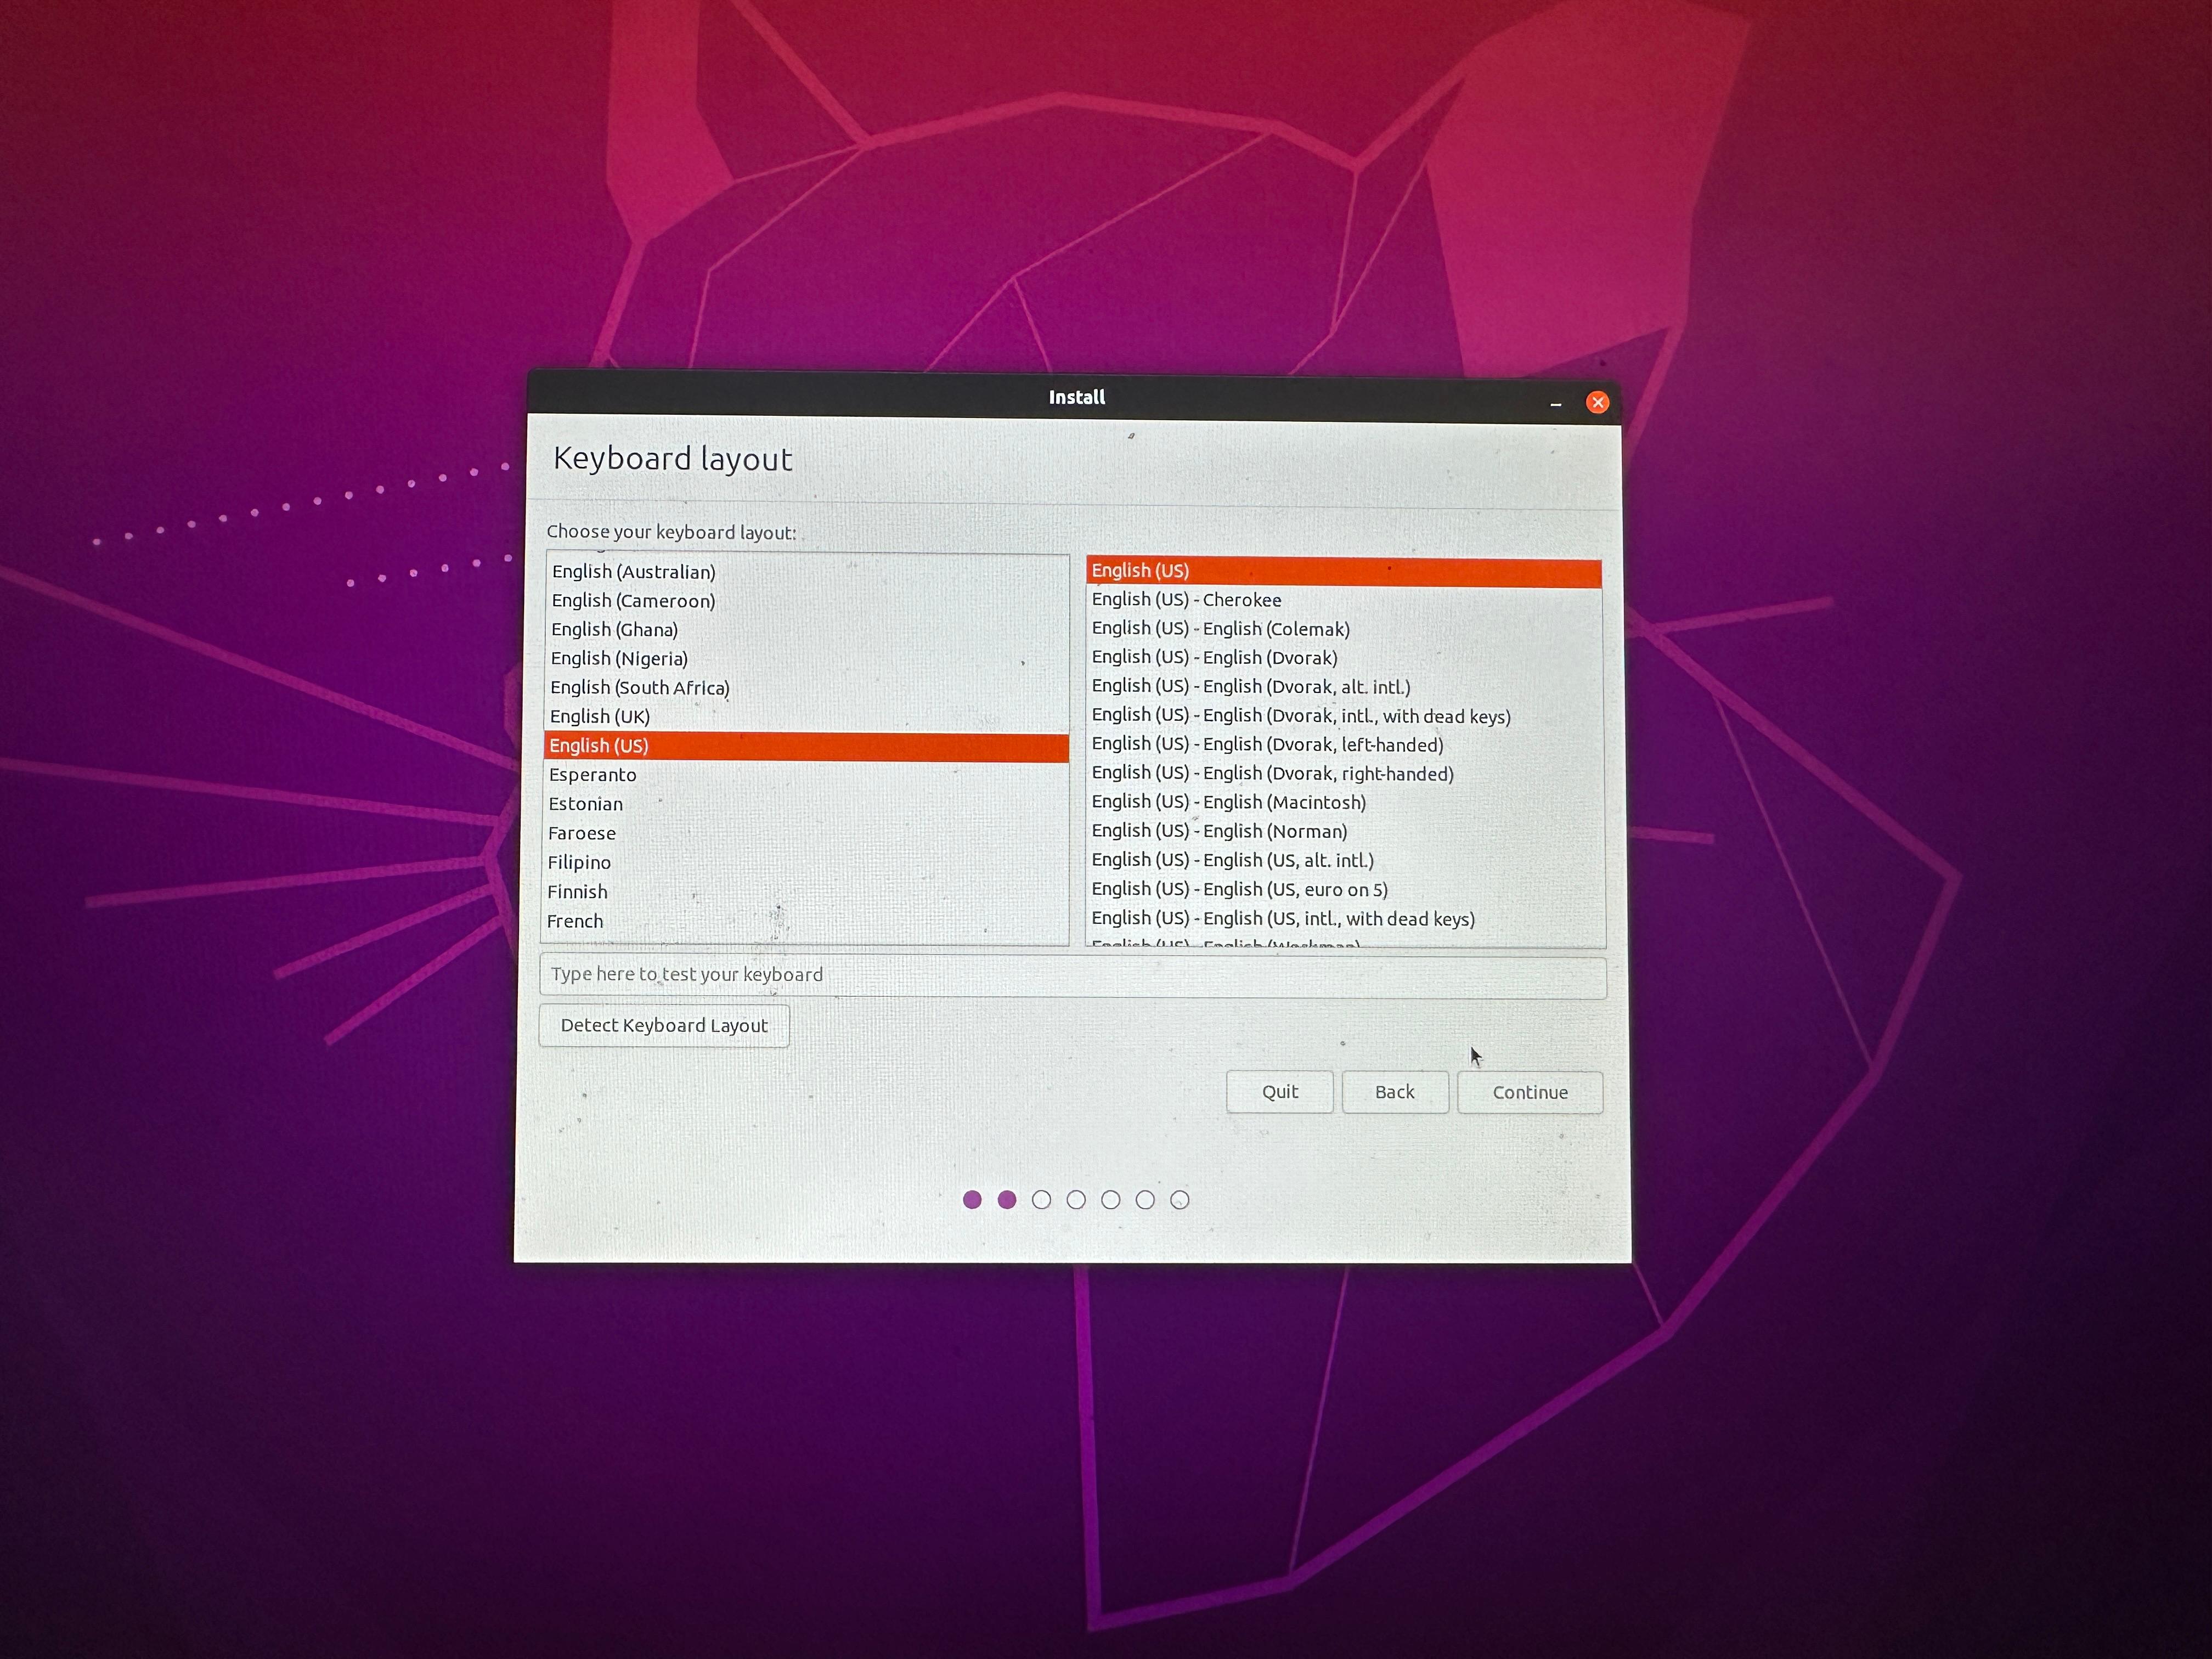 Install
Keyboard layout
Choose your keyboard layout:
English (Australian)
English (Cameroon)
English (Ghana)
English (Nigeria)
English (South Africa)
English (UK)
English (US)
Esperanto
Estonian
Faroese
Filipino
Finnish
French
English (US)
English (US) - Cherokee
English (US) - English (Colemak)
English (US) - English (Dvorak)
English (US) - English (Dvorak, alt. intl.)
English (US) - English (Dvorak, intl., with dead keys)
English (US) - English (Dvorak, left-handed)
English (US) - English (Dvorak, right-handed)
English (US) - English (Macintosh)
English (US) - English (Norman)
English (US) - English (US, alt. intl.)
English (US) - English (US, euro on 5)
English (US) - English (US, intl., with dead keys)
English (US) - English (Workman)
Type here to test your keyboard
Detect Keyboard Layout
Quit
Back
Continue